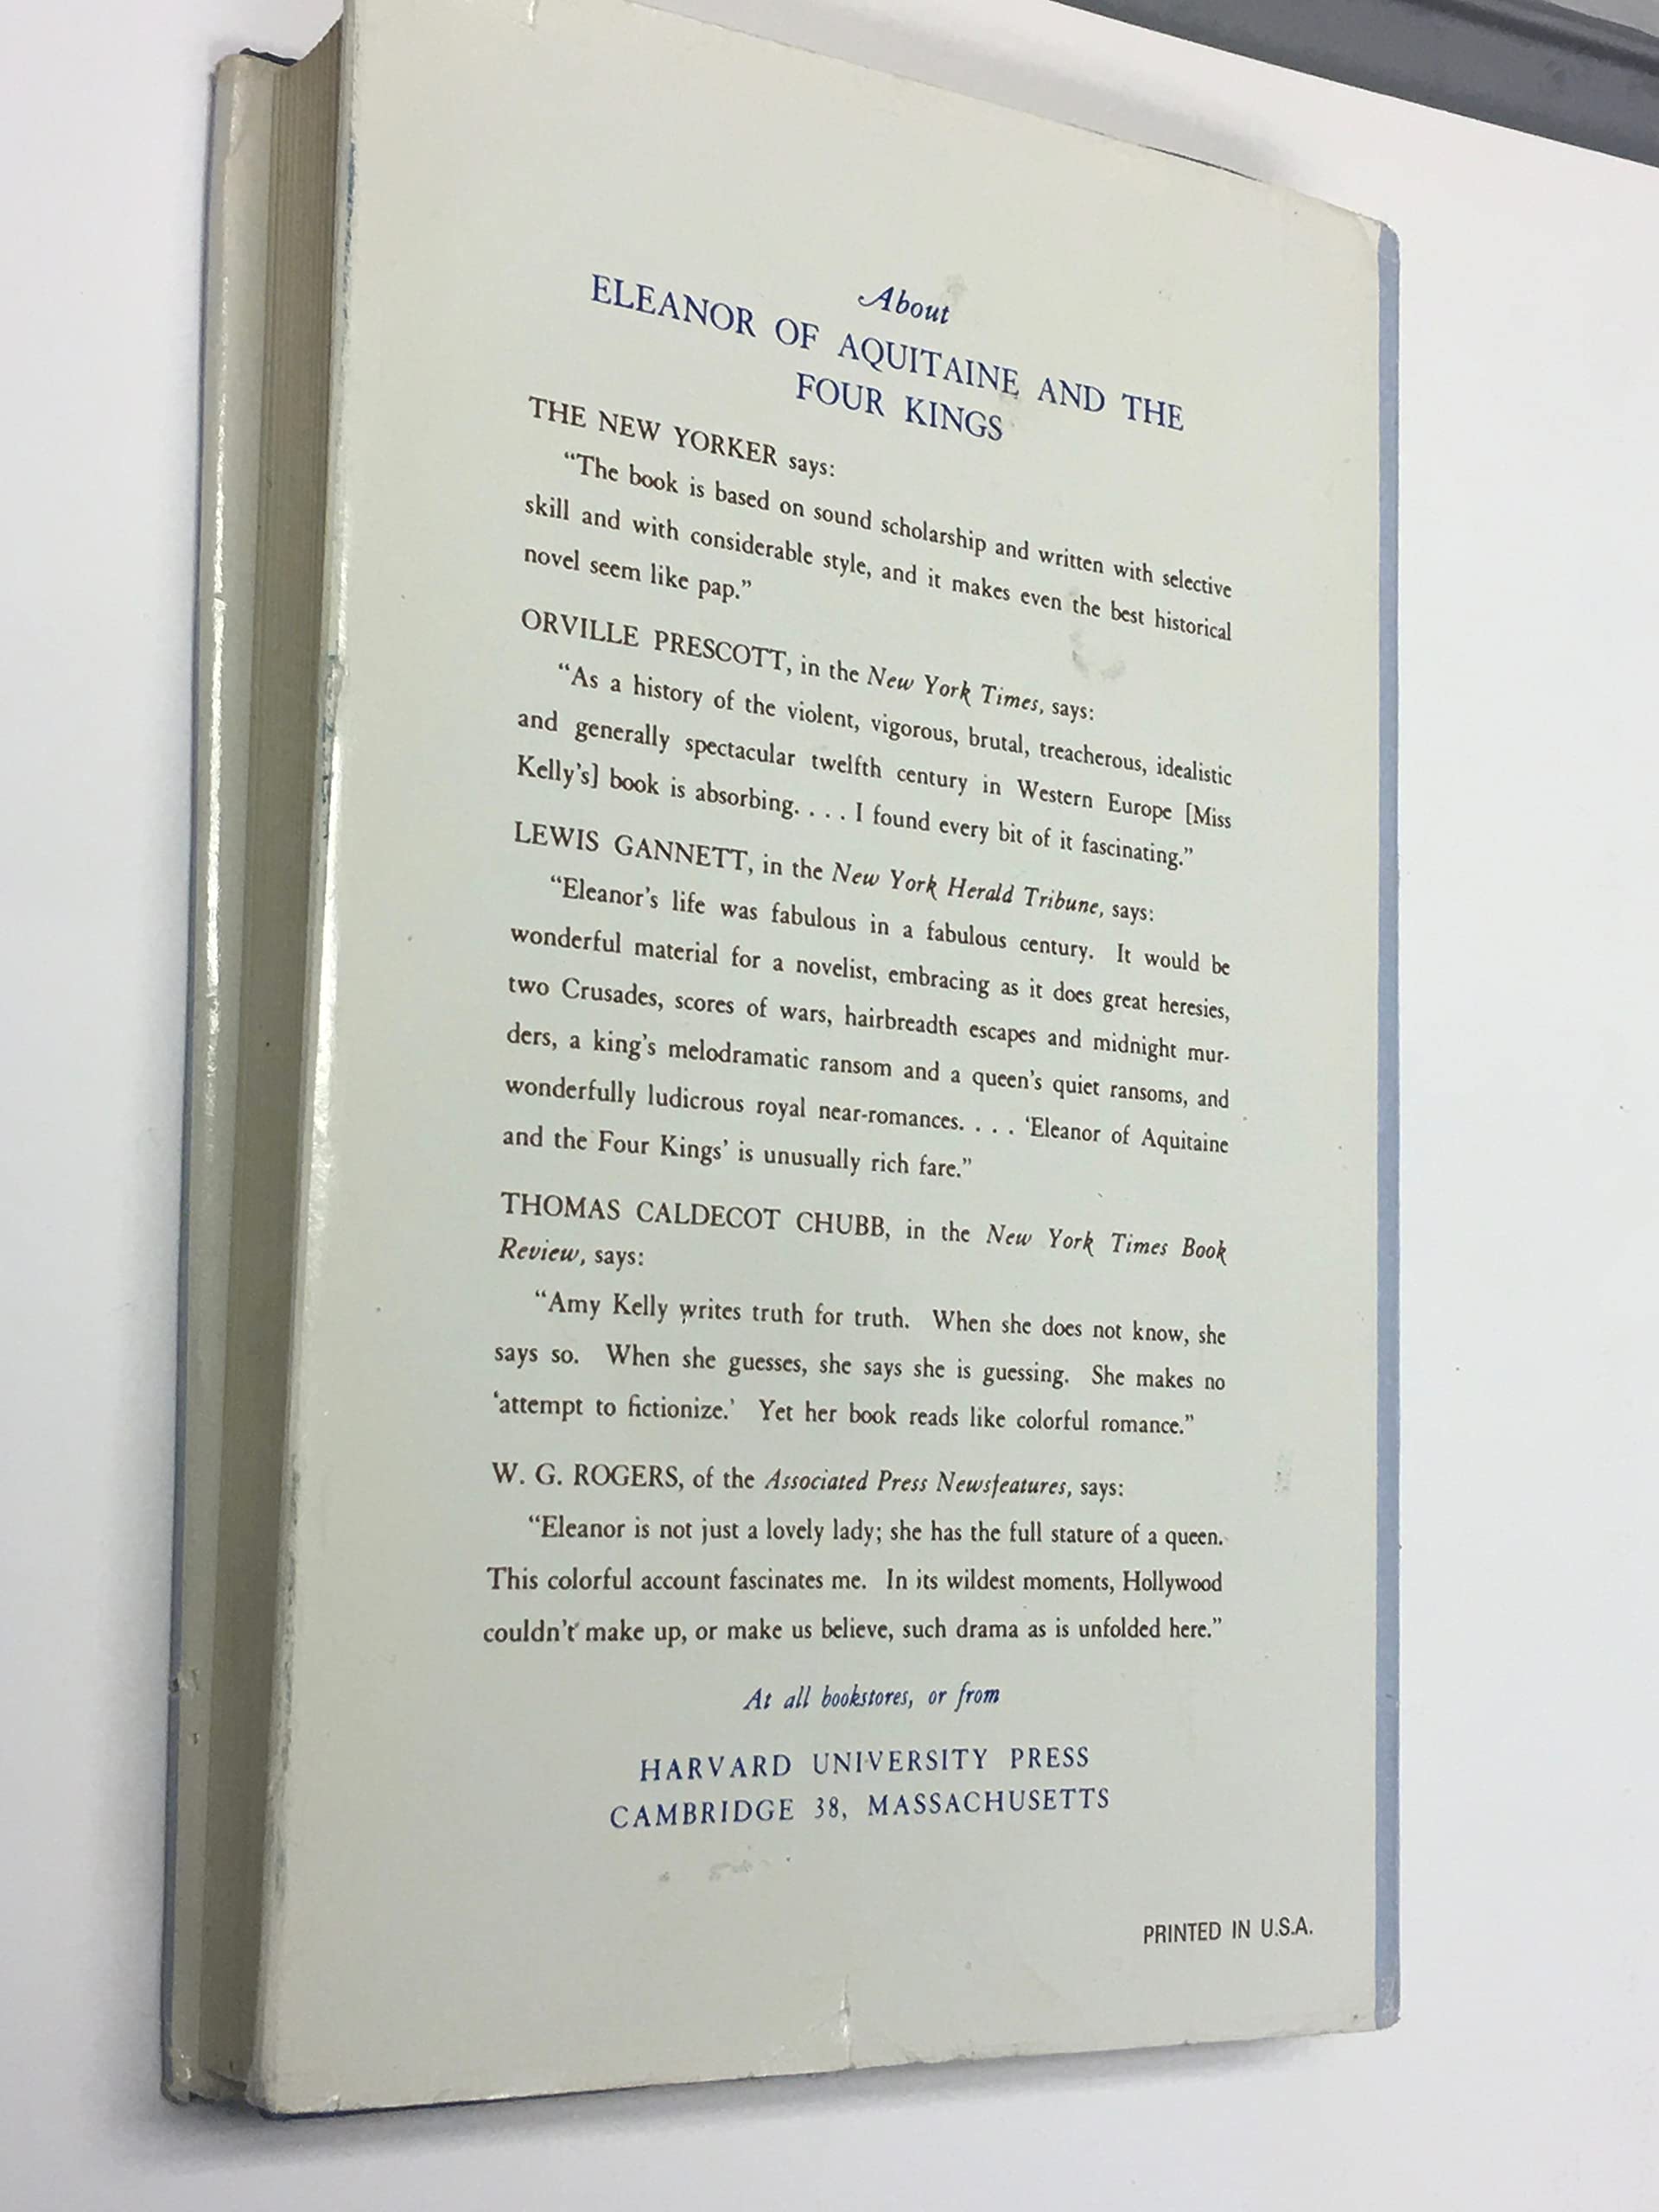 About
ELEANOR OF AQUITAINE AND THE
FOUR KINGS
THE NEW YORKER says:
“The book is based on sound scholarship and written with selective
skill and with considerable style, and it makes even the best historical
novel seem like pap.”
ORVILLE PRESCOTT, in the New York Times, says:
“As a history of the violent, vigorous, brutal, treacherous, idealistic
and generally spectacular twelfth century in Western Europe [Miss
Kelly’s] book is absorbing. . . . I found every bit of it fascinating.”
LEWIS GANNETT, in the New York Herald Tribune, says:
“Eleanor’s life was fabulous in a fabulous century. It would be
wonderful material for a novelist, embracing as it does great heresies,
two Crusades, scores of wars, hairbreadth escapes and midnight mur-
ders, a king’s melodramatic ransom and a queen’s quiet ransoms, and
wonderfully ludicrous royal near-romances. . . . ‘Eleanor of Aquitaine
and the Four Kings’ is unusually rich fare.”
THOMAS CALDECOT CHUBB, in the New York Times Book
Review, says:
“Amy Kelly writes truth for truth. When she does not know, she
says so. When she guesses, she says she is guessing. She makes no
‘attempt to fictionize.’ Yet her book reads like colorful romance.”
W. G. ROGERS, of the Associated Press Newsfeatures, says:
“Eleanor is not just a lovely lady; she has the full stature of a queen.
This colorful account fascinates me. In its wildest moments, Hollywood
couldn’t make up, or make us believe, such drama as is unfolded here.”
At all bookstores, or from
HARVARD UNIVERSITY PRESS
CAMBRIDGE 38, MASSACHUSETTS
PRINTED IN U.S.A.